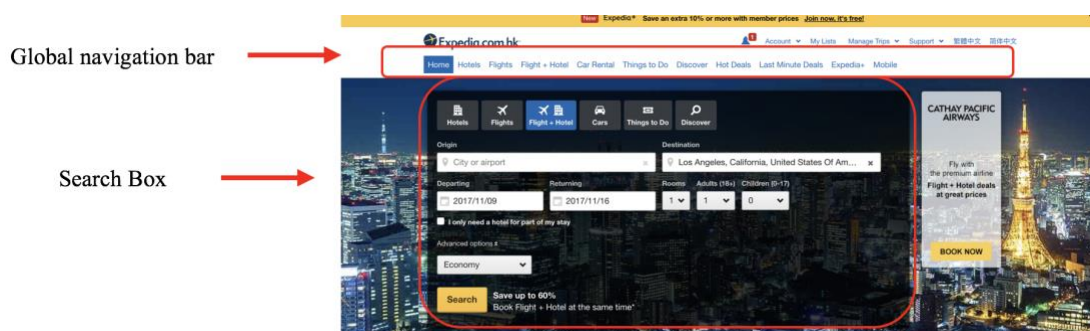 New Expedia+ Save an extra 10% or more with member prices Join now, it's free!
Expedia.com.hk
1 Account My Lists Manage Trips Support 繁體中文 简体中文
Global navigation bar
Home Hotels Flights Flight + Hotel Car Rental Things to Do Discover Hot Deals Last Minute Deals Expedia+ Mobile
Hotels Flights Flight + Hotel Cars Things to Do Discover
Origin Destination
City or airport x Los Angeles, California, United States Of Am... x
Search Box
Departing Returning Rooms Adults (18+) Children (0-17)
2017/11/09 2017/11/16 1 1 0
I only need a hotel for part of my stay
Advanced options
Economy
Search Save up to 60%
Book Flight + Hotel at the same time*
CATHAY PACIFIC
AIRWAYS
Fly with
the premium airline
Flight + Hotel deals
at great prices
BOOK NOW